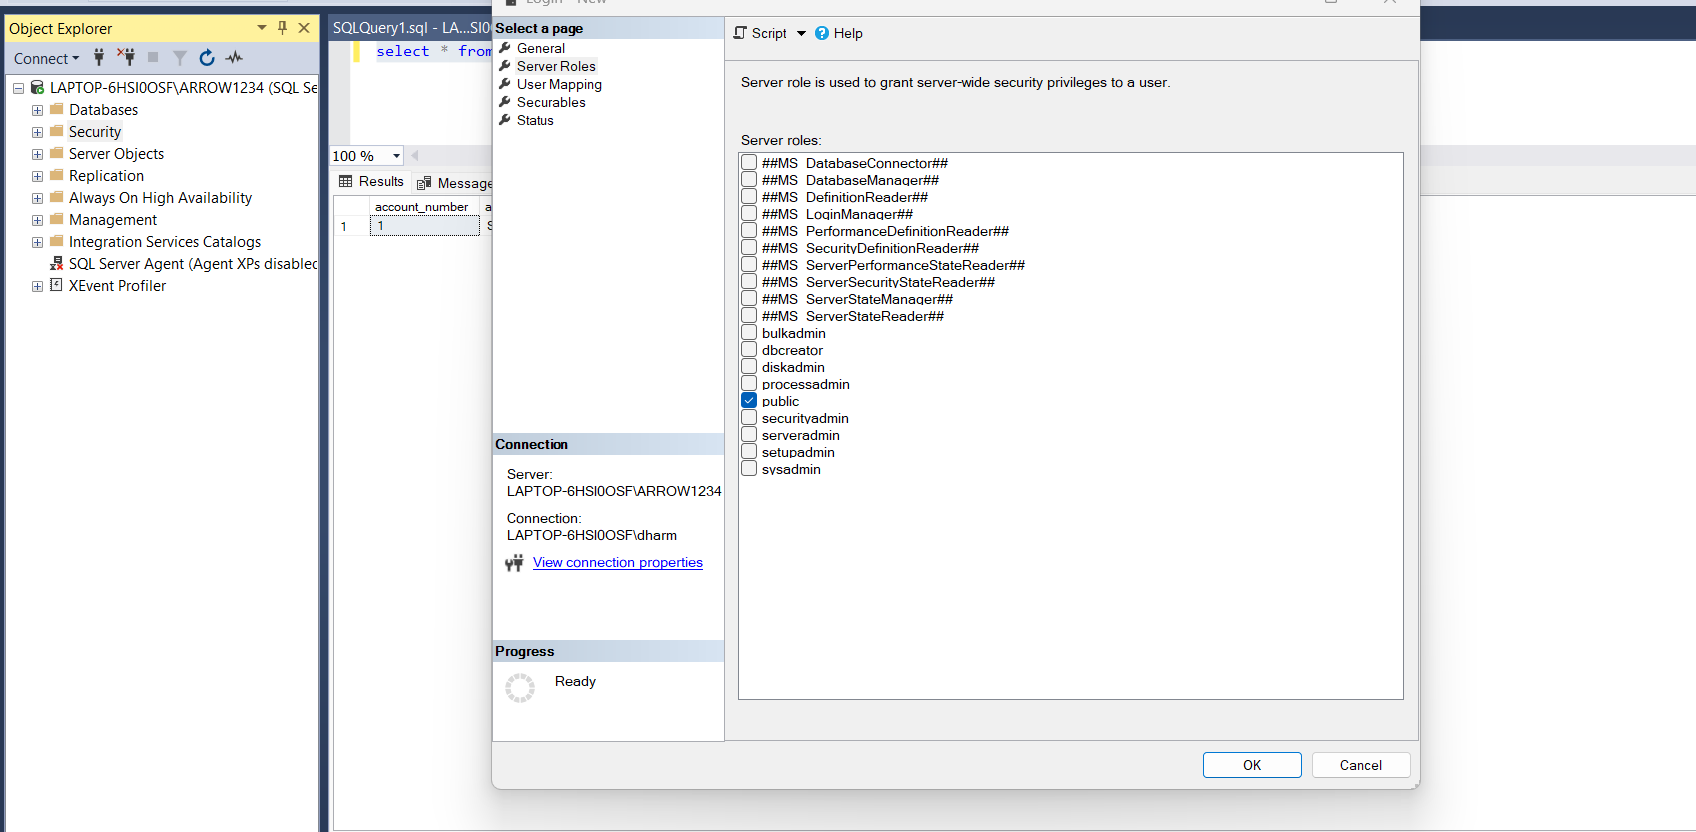 Object Explorer
Connect
LAPTOP-6HSI0OSF\ARROW1234 (SQL Se
Databases
Security
Server Objects
Replication
Always On High Availability
Management
Integration Services Catalogs
SQL Server Agent (Agent XPs disabled
XEvent Profiler
SQLQuery1.sql - LA...SI0
select * from
100 %
Results
Message
account_number a
1 1 S
Login - New
Select a page
General
Server Roles
User Mapping
Securables
Status
Connection
Server:
LAPTOP-6HSI0OSF\ARROW1234
Connection:
LAPTOP-6HSI0OSF\dharm
View connection properties
Progress
Ready
Script
Help
Server role is used to grant server-wide security privileges to a user.
Server roles:
##MS_DatabaseConnector##
##MS_DatabaseManager##
##MS_DefinitionReader##
##MS_LoginManager##
##MS_PerformanceDefinitionReader##
##MS_SecurityDefinitionReader##
##MS_ServerPerformanceStateReader##
##MS_ServerSecurityStateReader##
##MS_ServerStateManager##
##MS_ServerStateReader##
bulkadmin
dbcreator
diskadmin
processadmin
public
securityadmin
serveradmin
setupadmin
sysadmin
OK
Cancel